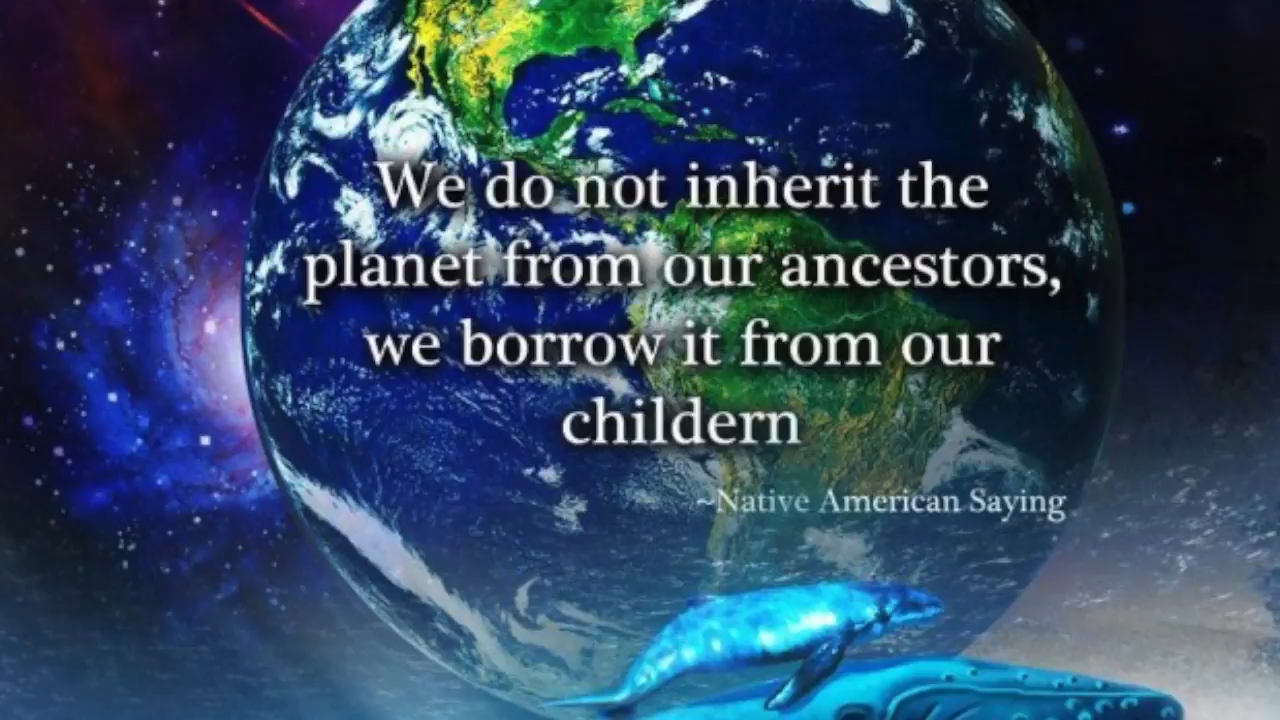 We do not inherit the
planet from our ancestors,
we borrow it from our
childern
~Native American Saying